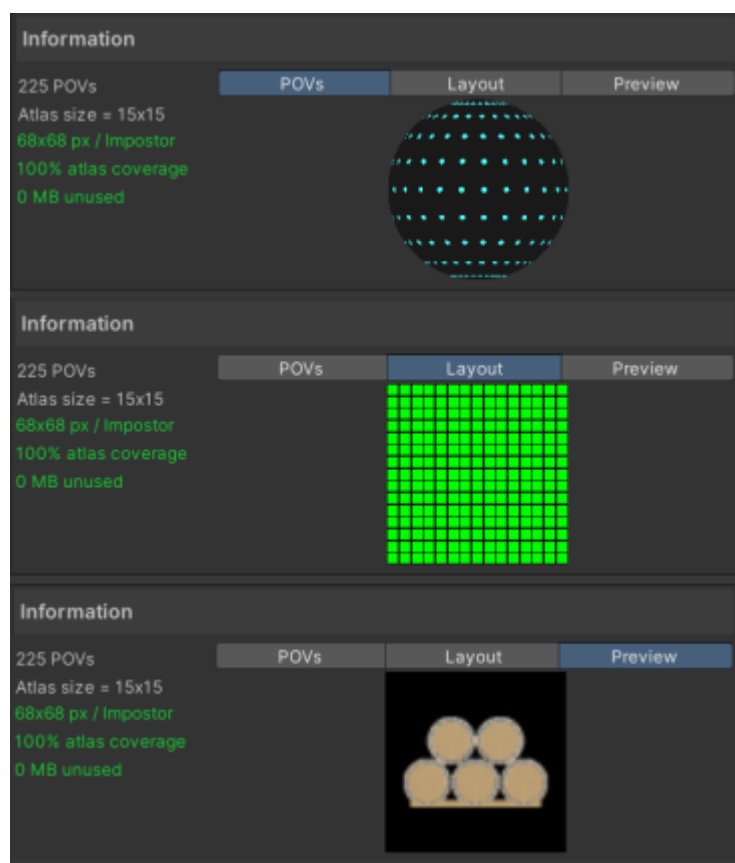 Information
225 POVs
POVs Layout Preview
Atlas size = 15x15
68x68 px / Impostor
100% atlas coverage
0 MB unused
Information
225 POVs
POVs Layout Preview
Atlas size = 15x15
68x68 px / Impostor
100% atlas coverage
0 MB unused
Information
225 POVs
POVs Layout Preview
Atlas size = 15x15
68x68 px / Impostor
100% atlas coverage
0 MB unused